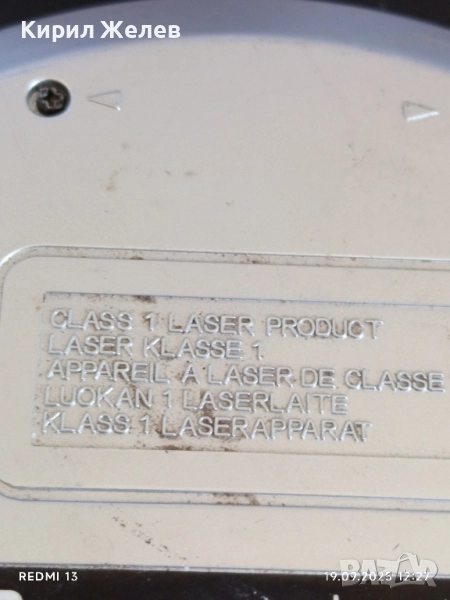 Кирил Желев
CLASS 1 LASER PRODUCT
LASER KLASSE 1
APPAREIL A LASER DE CLASSE
LUOKAN 1 LASERLAITE
KLASS 1 LASERAPPARAT
REDMI 13
19.09.2025 12:27
BAZAR